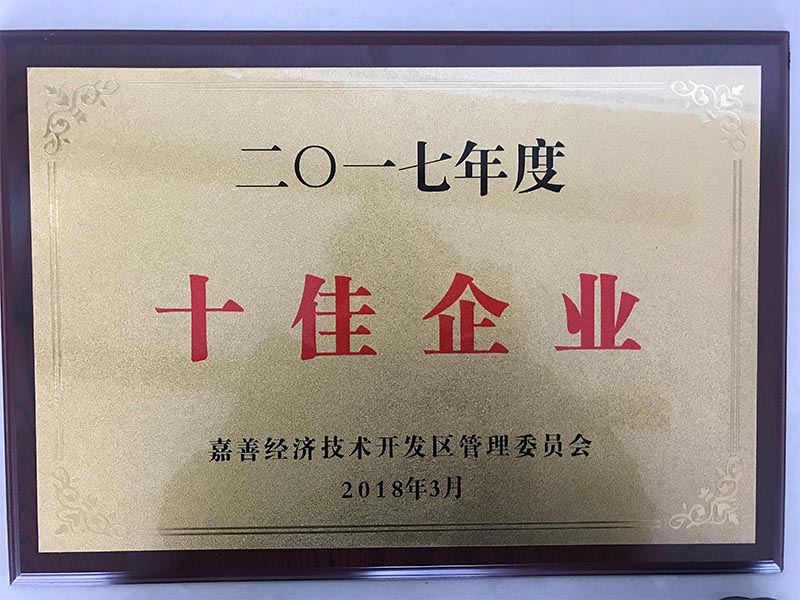 二〇一七年度
十佳企业
嘉善经济技术开发区管理委员会
2018年3月